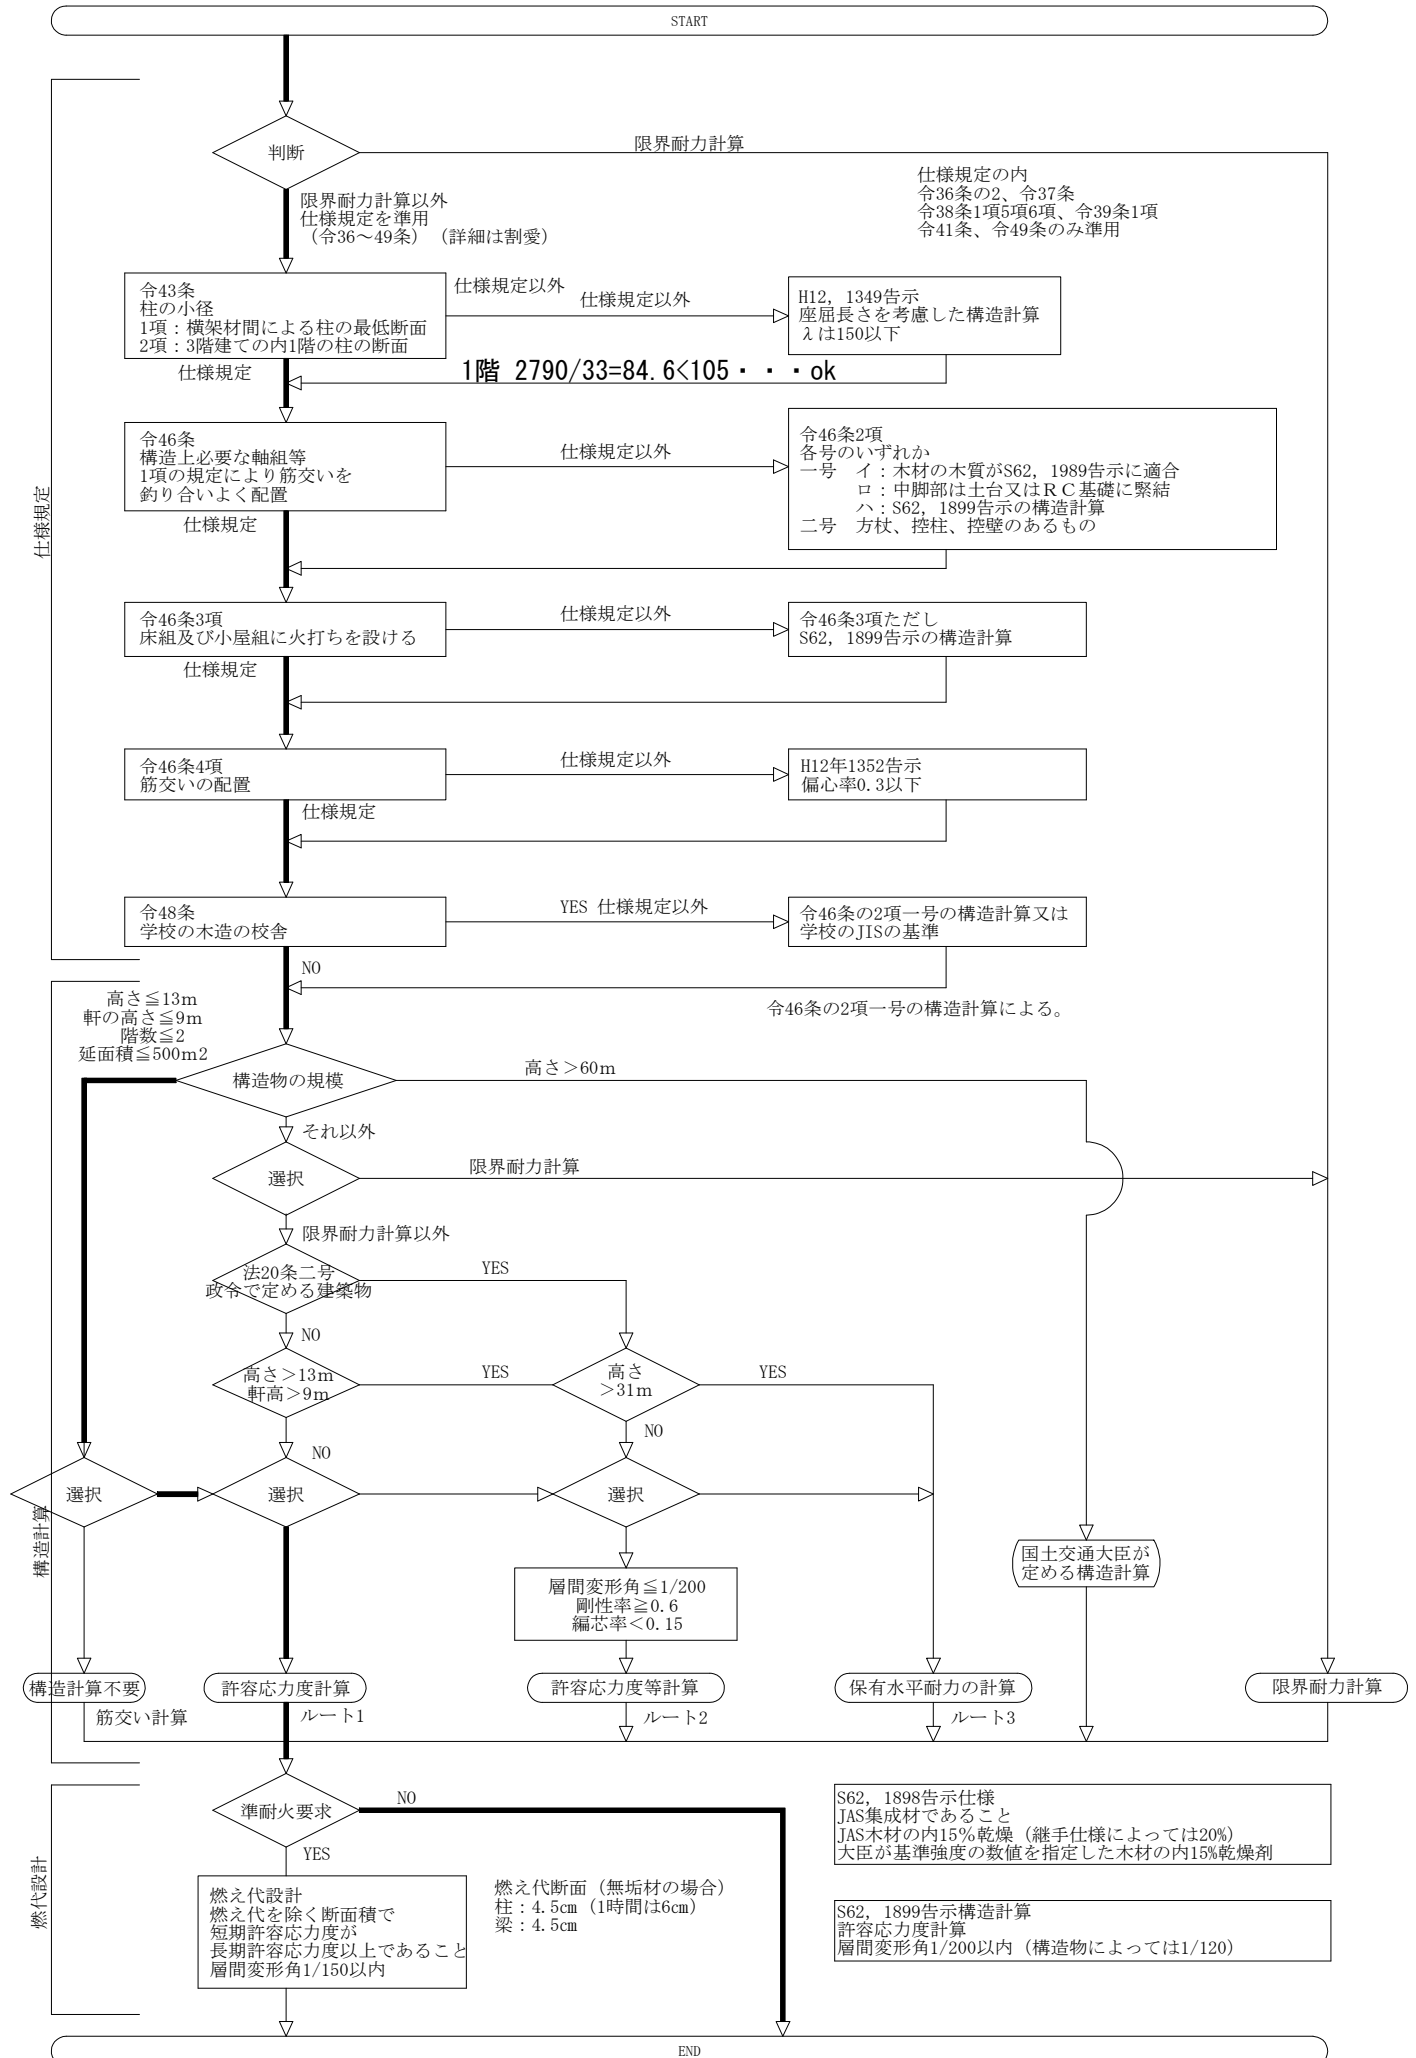 START
判断
限界耐力計算
限界耐力計算以外
仕様規定を準用
（令36～49条）（詳細は割愛）
仕様規定の内
令36条の2、令37条
令38条1項5項6項、令39条1項
令41条、令49条のみ準用
仕様規定
令43条
柱の小径
1項：横架材間による柱の最低断面
2項：3階建ての内1階の柱の断面
仕様規定以外
仕様規定以外
H12, 1349告示
座屈長さを考慮した構造計算
λは150以下
仕様規定
1階 2790/33=84.6<105・・・ok
令46条
構造上必要な軸組等
1項の規定により筋交いを
釣り合いよく配置
仕様規定以外
令46条2項
各号のいずれか
一号　イ：木材の木質がS62, 1989告示に適合
ロ：中脚部は土台又はＲＣ基礎に緊結
ハ：S62, 1899告示の構造計算
二号　方杖、控柱、控壁のあるもの
仕様規定
令46条3項
床組及び小屋組に火打ちを設ける
仕様規定以外
令46条3項ただし
S62, 1899告示の構造計算
仕様規定
令46条4項
筋交いの配置
仕様規定以外
H12年1352告示
偏心率0.3以下
仕様規定
令48条
学校の木造の校舎
YES 仕様規定以外
令46条の2項一号の構造計算又は
学校のJISの基準
NO
令46条の2項一号の構造計算による。
高さ≦13m
軒の高さ≦9m
階数≦2
延面積≦500m2
構造物の規模
高さ＞60m
それ以外
選択
限界耐力計算
限界耐力計算以外
法20条二号
政令で定める建築物
YES
NO
高さ＞13m
軒高＞9m
YES
高さ
＞31m
YES
NO
NO
選択
選択
選択
構造計算
国土交通大臣が
定める構造計算
層間変形角≦1/200
剛性率≧0.6
編芯率＜0.15
構造計算不要
許容応力度計算
許容応力度等計算
保有水平耐力の計算
限界耐力計算
筋交い計算
ルート1
ルート2
ルート3
準耐火要求
NO
YES
燃代設計
燃え代設計
燃え代を除く断面積で
短期許容応力度が
長期許容応力度以上であること
層間変形角1/150以内
燃え代断面（無垢材の場合）
柱：4.5cm（1時間は6cm）
梁：4.5cm
S62, 1898告示仕様
JAS集成材であること
JAS木材の内15％乾燥（継手仕様によっては20%）
大臣が基準強度の数値を指定した木材の内15%乾燥剤
S62, 1899告示構造計算
許容応力度計算
層間変形角1/200以内（構造物によっては1/120）
END